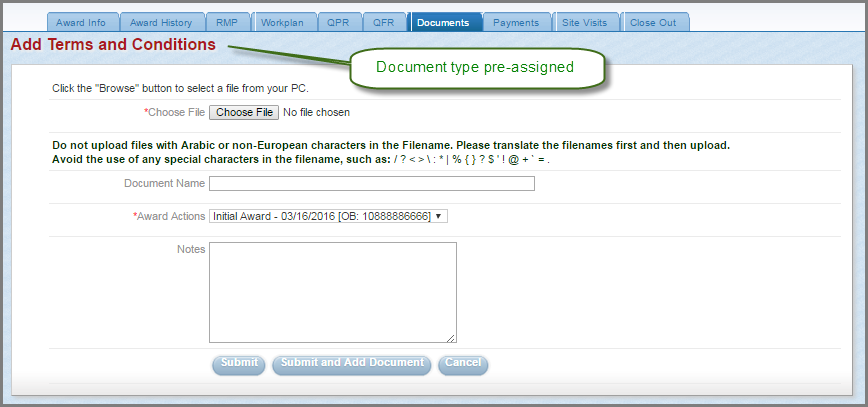 Award Info Award History RMP Workplan QPR QFR Documents Payments Site Visits Close Out
Add Terms and Conditions
Document type pre-assigned
Click the "Browse" button to select a file from your PC.
*Choose File Choose File No file chosen
Do not upload files with Arabic or non-European characters in the Filename. Please translate the filenames first and then upload.
Avoid the use of any special characters in the filename, such as: / ? < > \ : * | % { } ? $ ' ! @ + ` = .
Document Name
*Award Actions Initial Award - 03/16/2016 [OB: 10888886666]
Notes
Submit Submit and Add Document Cancel